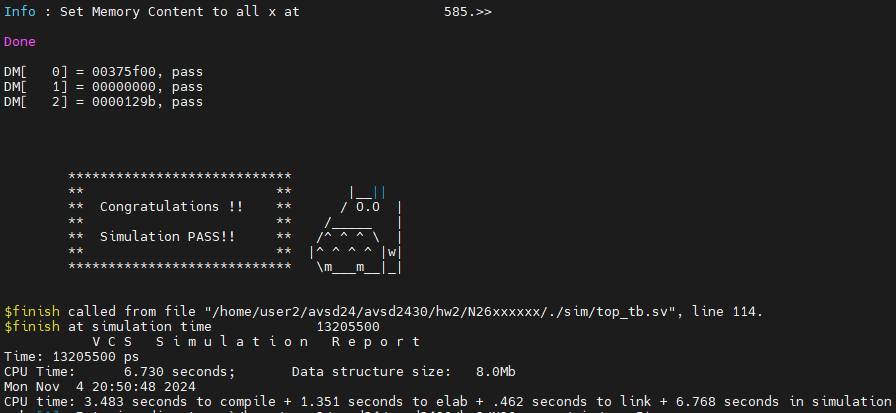 Info : Set Memory Content to all x at                  585.>>
Done
DM[   0] = 00375f00, pass
DM[   1] = 00000000, pass
DM[   2] = 0000129b, pass
        ****************************
        **                        **        |__||
        **  Congratulations !!    **       / O.O  |
        **                        **     /_____   |
        **  Simulation PASS!!     **    /^ ^ ^ \  |
        **                        **  |^ ^ ^ ^ |w|
        ****************************   \m___m__|_|
$finish called from file "/home/user2/avsd24/avsd2430/hw2/N26xxxxxx/./sim/top_tb.sv", line 114.
$finish at simulation time             13205500
           V C S   S i m u l a t i o n   R e p o r t
Time: 13205500 ps
CPU Time:      6.730 seconds;       Data structure size:   8.0Mb
Mon Nov  4 20:50:48 2024
CPU time: 3.483 seconds to compile + 1.351 seconds to elab + .462 seconds to link + 6.768 seconds in simulation